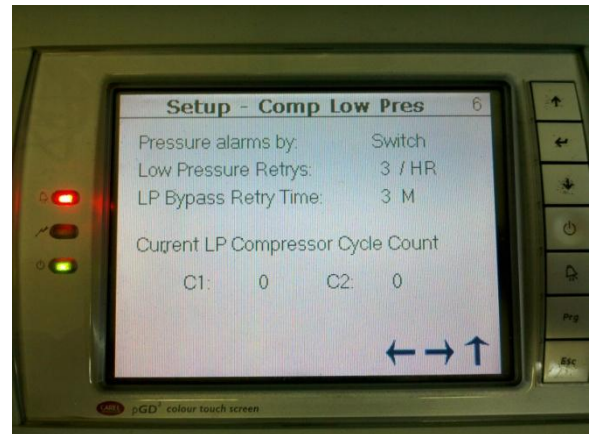 Setup - Comp Low Pres 6
Pressure alarms by: Switch
Low Pressure Retrys: 3 / HR
LP Bypass Retry Time: 3 M
Current LP Compressor Cycle Count
C1: 0 C2: 0
Prg
Esc
CAREL pGD³ colour touch screen